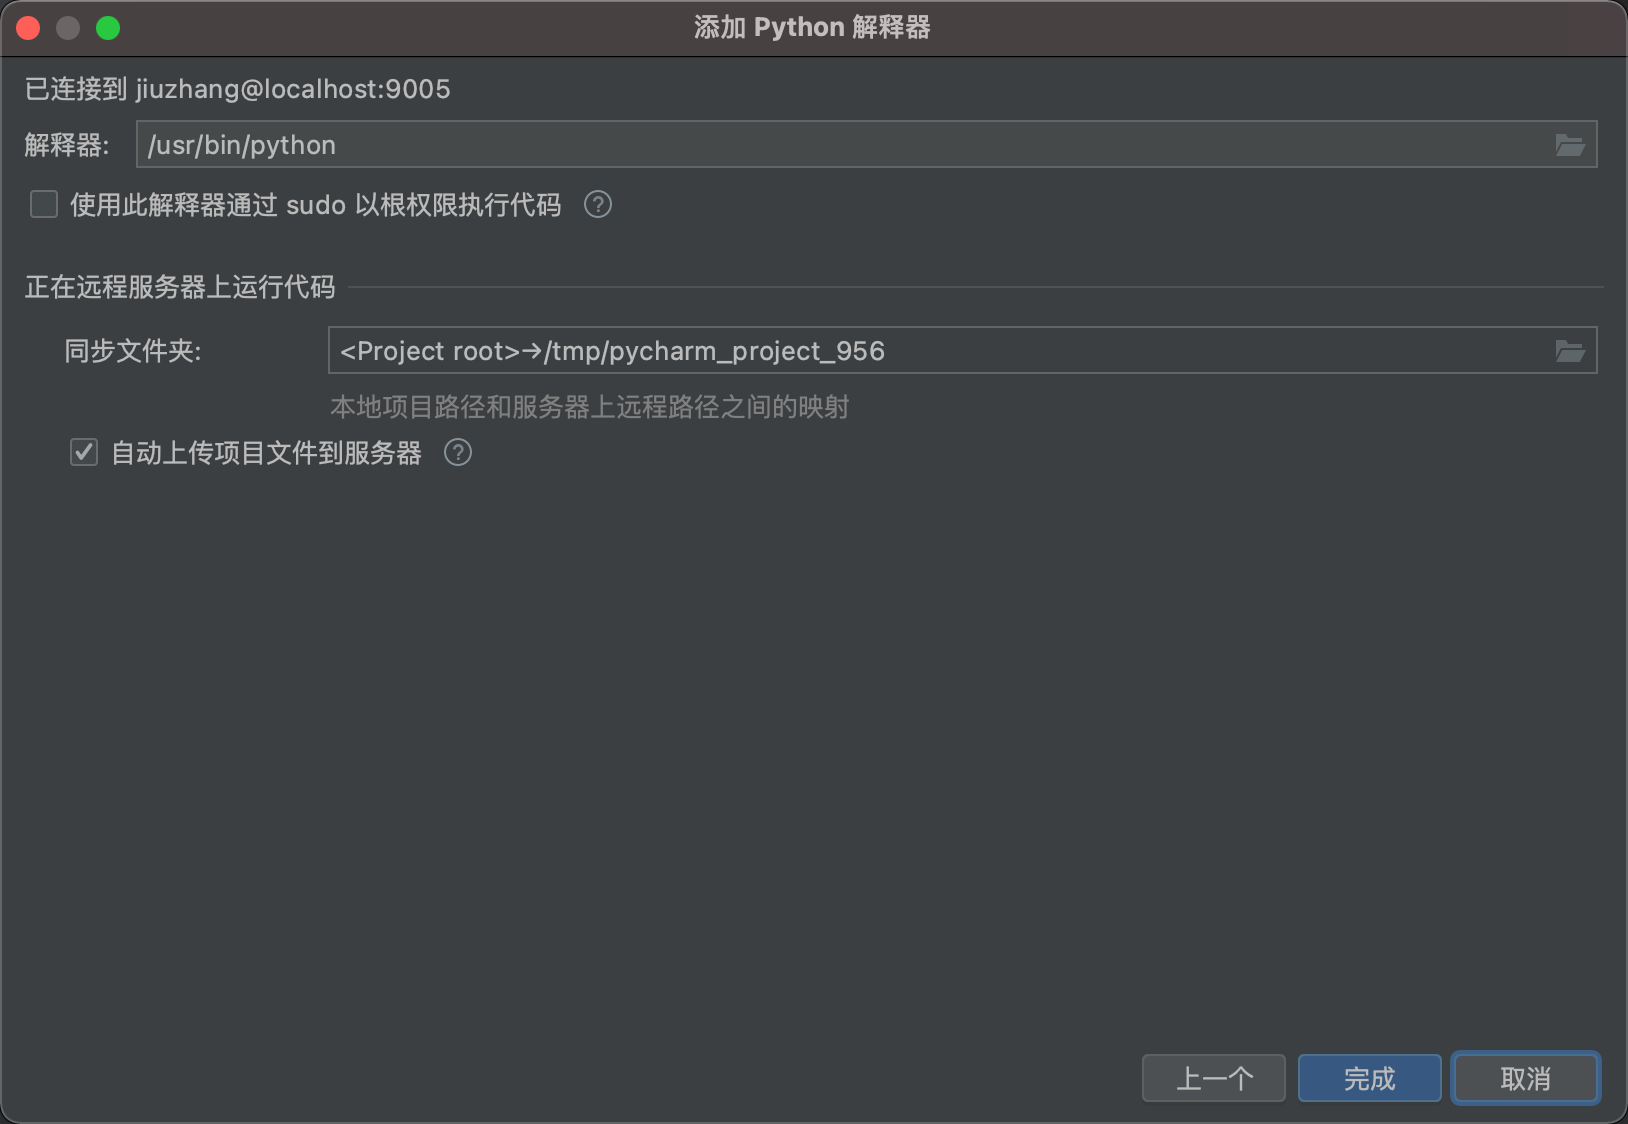 添加 Python 解释器
已连接到 jiuzhang@localhost:9005
解释器: /usr/bin/python
使用此解释器通过 sudo 以根权限执行代码 ?
正在远程服务器上运行代码
同步文件夹: <Project root>→/tmp/pycharm_project_956
本地项目路径和服务器上远程路径之间的映射
自动上传项目文件到服务器 ?
上一个 完成 取消